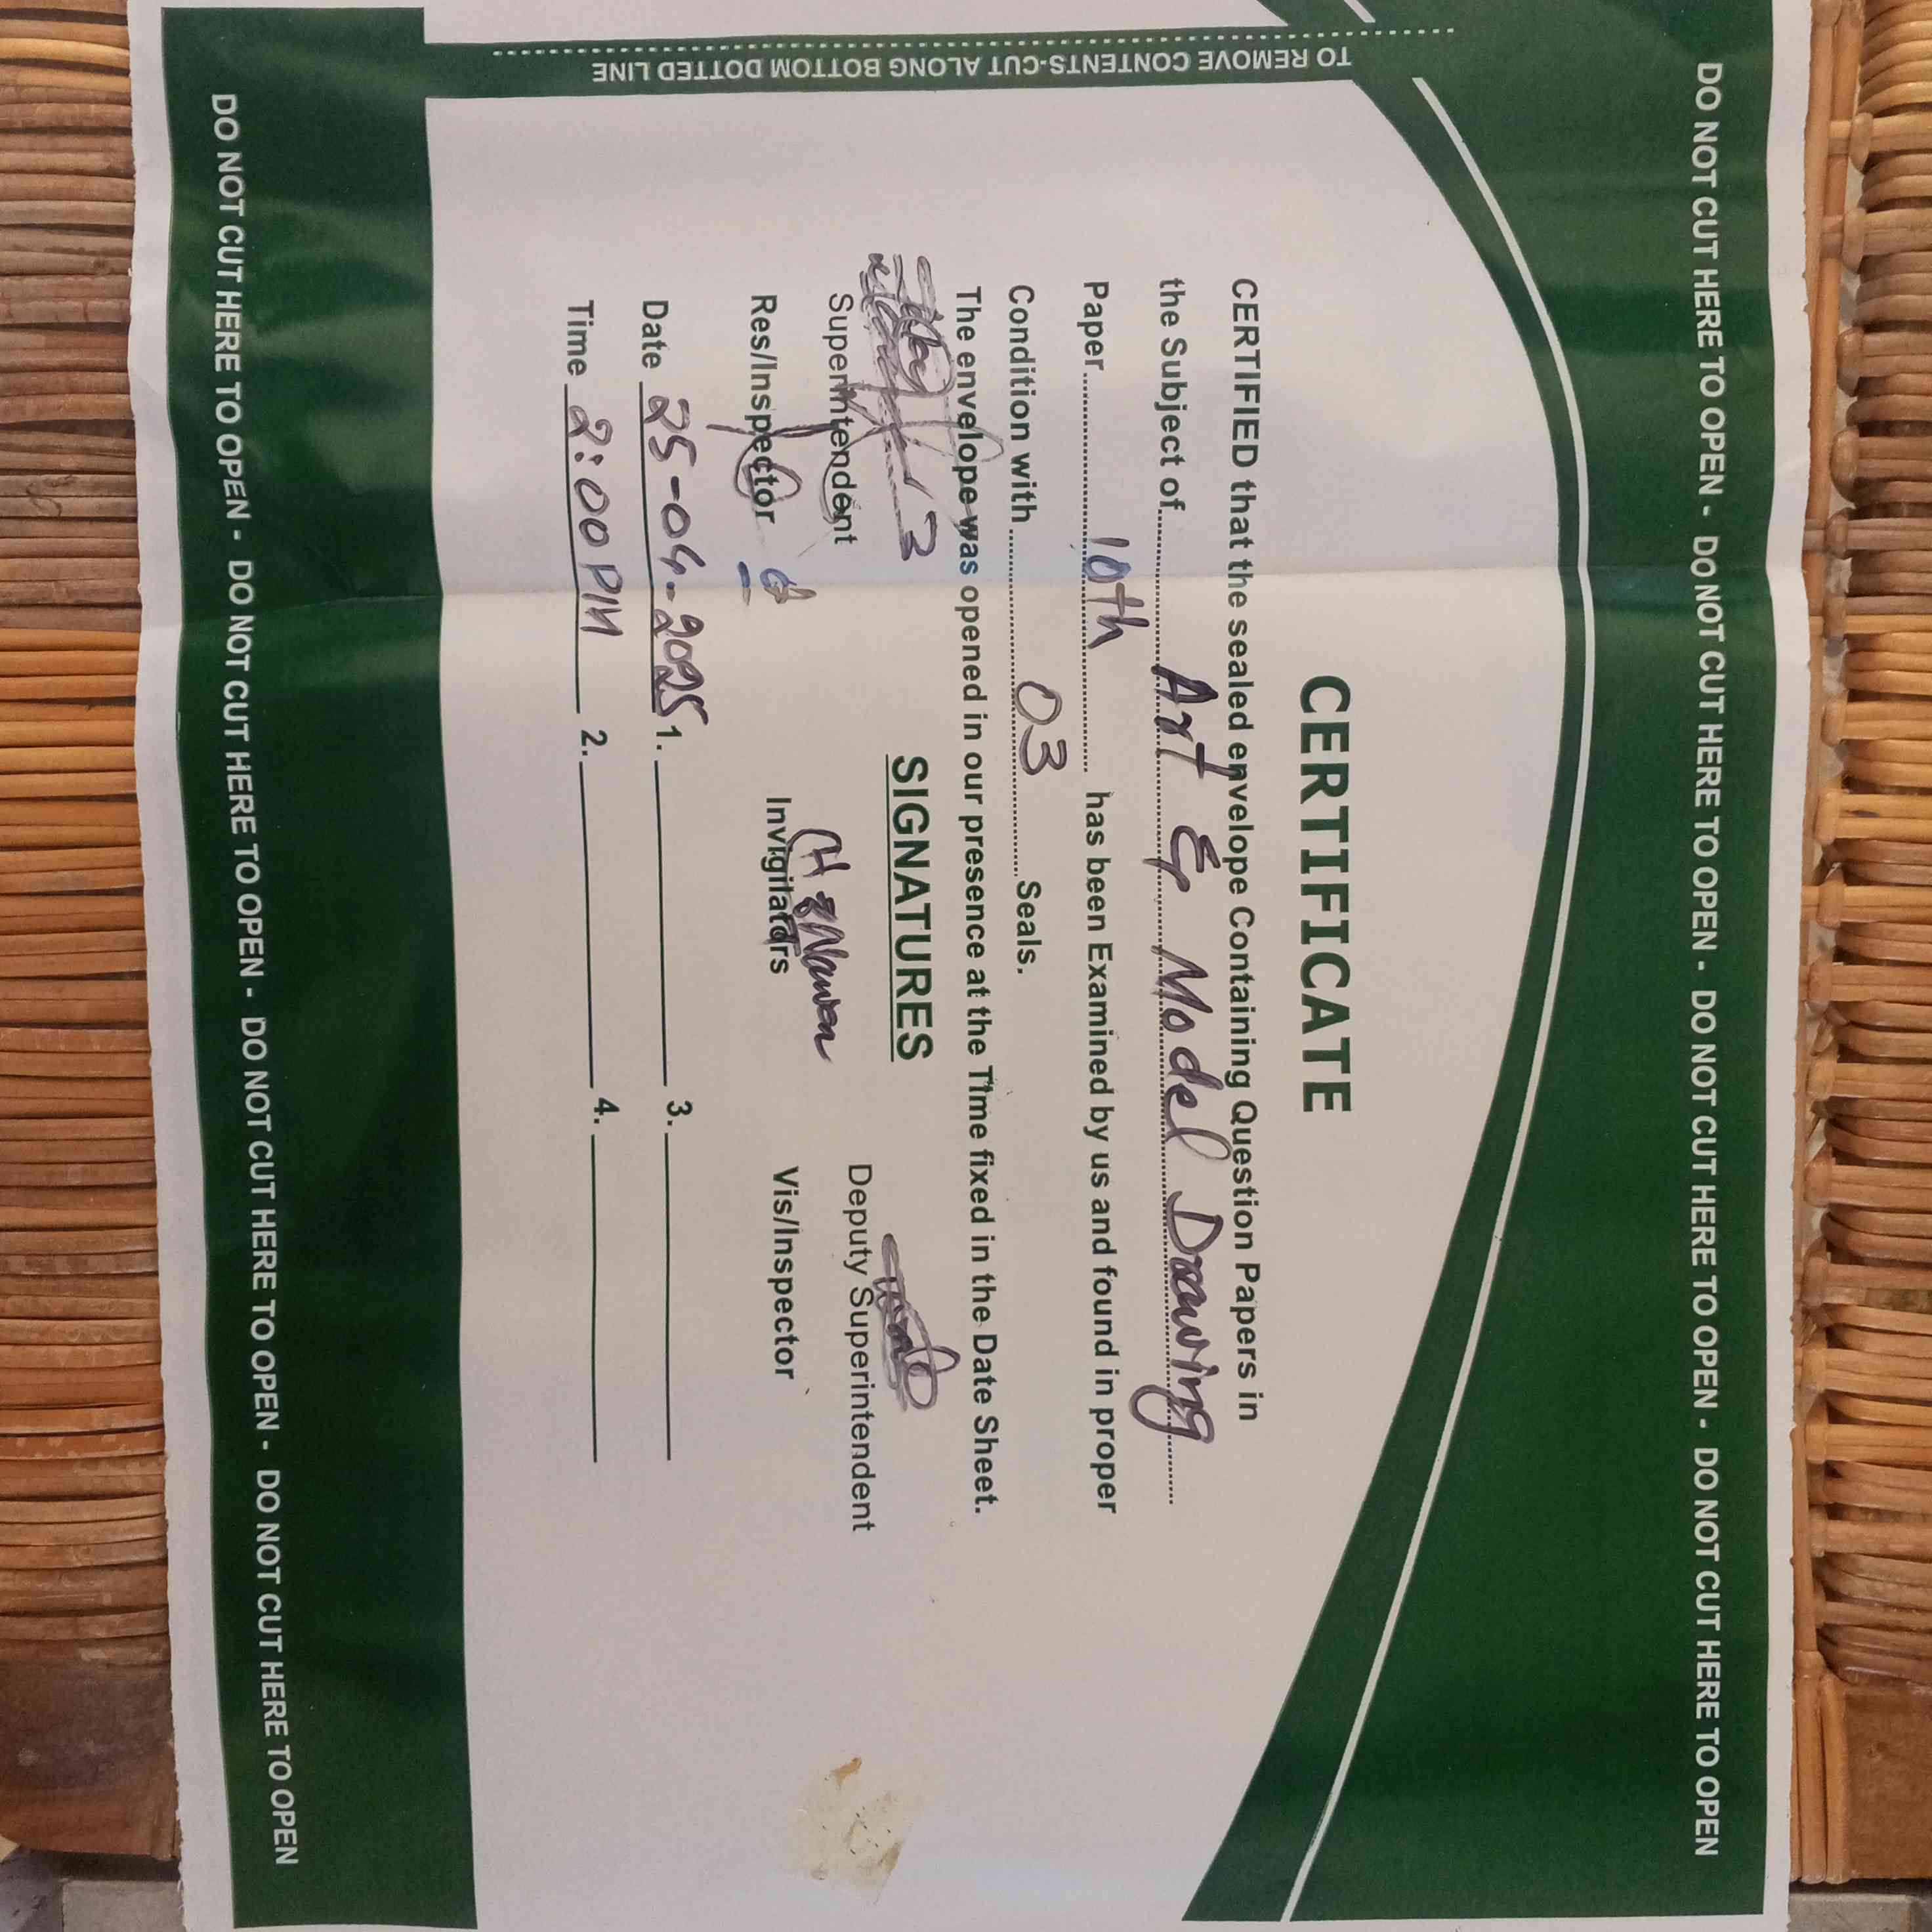 DO NOT CUT HERE TO OPEN - DO NOT CUT HERE TO OPEN - DO NOT CUT HERE TO OPEN - DO NOT CUT HERE TO OPEN
TO REMOVE CONTENTS-CUT ALONG BOTTOM DOTTED LINE
CERTIFICATE
CERTIFIED that the sealed envelope Containing Question Papers in
the Subject of Art & Model Drawing
Paper 10th has been Examined by us and found in proper
Condition with 03 Seals.
The envelope was opened in our presence at the Time fixed in the Date Sheet.
SIGNATURES
Superintendent Deputy Superintendent
Res/Inspector Invigilators Vis/Inspector
Date 25-04-2025 1. 3.
Time 2:00 PM 2. 4.
DO NOT CUT HERE TO OPEN - DO NOT CUT HERE TO OPEN - DO NOT CUT HERE TO OPEN - DO NOT CUT HERE TO OPEN